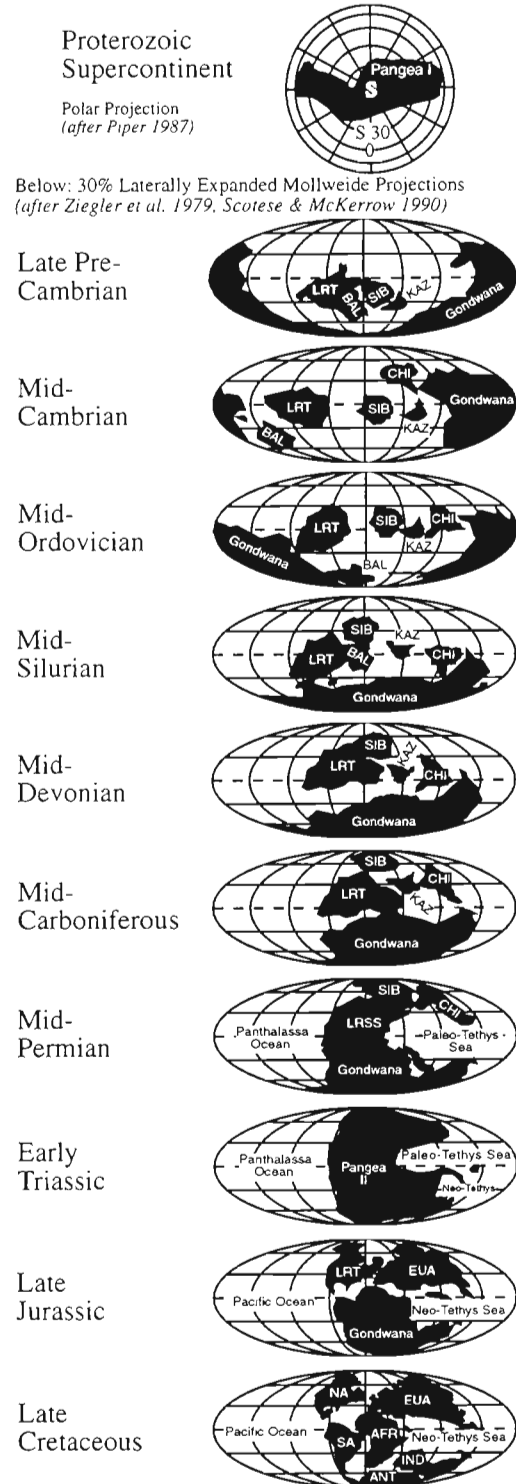 Proterozoic
Supercontinent
Polar Projection
(after Piper 1987)
Pangea I
S
S 30
0
Below: 30% Laterally Expanded Mollweide Projections
(after Ziegler et al. 1979, Scotese & McKerrow 1990)
Late Pre-
Cambrian
LRT
BAL
SIB
KAZ
Gondwana
Mid-
Cambrian
CHI
Gondwana
LRT
SIB
KAZ
BAL
Mid-
Ordovician
LRT
SIB
CHI
KAZ
Gondwana
BAL
Mid-
Silurian
SIB
KAZ
LRT
BAL
CHI
Gondwana
Mid-
Devonian
SIB
KAZ
LRT
CHI
Gondwana
Mid-
Carboniferous
SIB
CHI
LRT
KAZ
Gondwana
Mid-
Permian
SIB
CHI
LRSS
Panthalassa
Ocean
Paleo-Tethys
Sea
Gondwana
Early
Triassic
Panthalassa
Ocean
Pangea
Ii
Paleo-Tethys Sea
Neo-Tethys
Late
Jurassic
LRT
EUA
Pacific Ocean
Neo-Tethys Sea
Gondwana
Late
Cretaceous
NA
EUA
Pacific Ocean
SA
AFR
Neo-Tethys Sea
IND
ANT